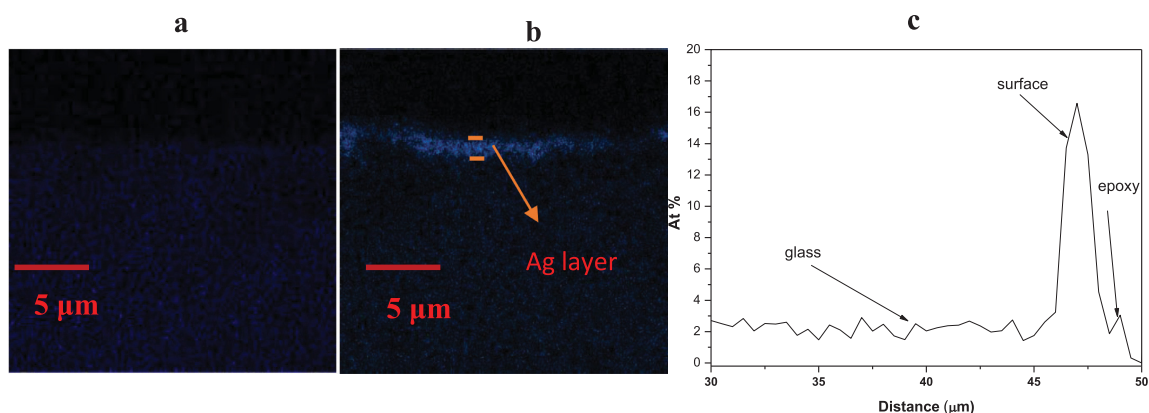 a
b
c
5 μm
5 μm
Ag layer
At %
20
18
16
14
12
10
8
6
4
2
0
surface
epoxy
glass
30
35
40
45
50
Distance (μm)